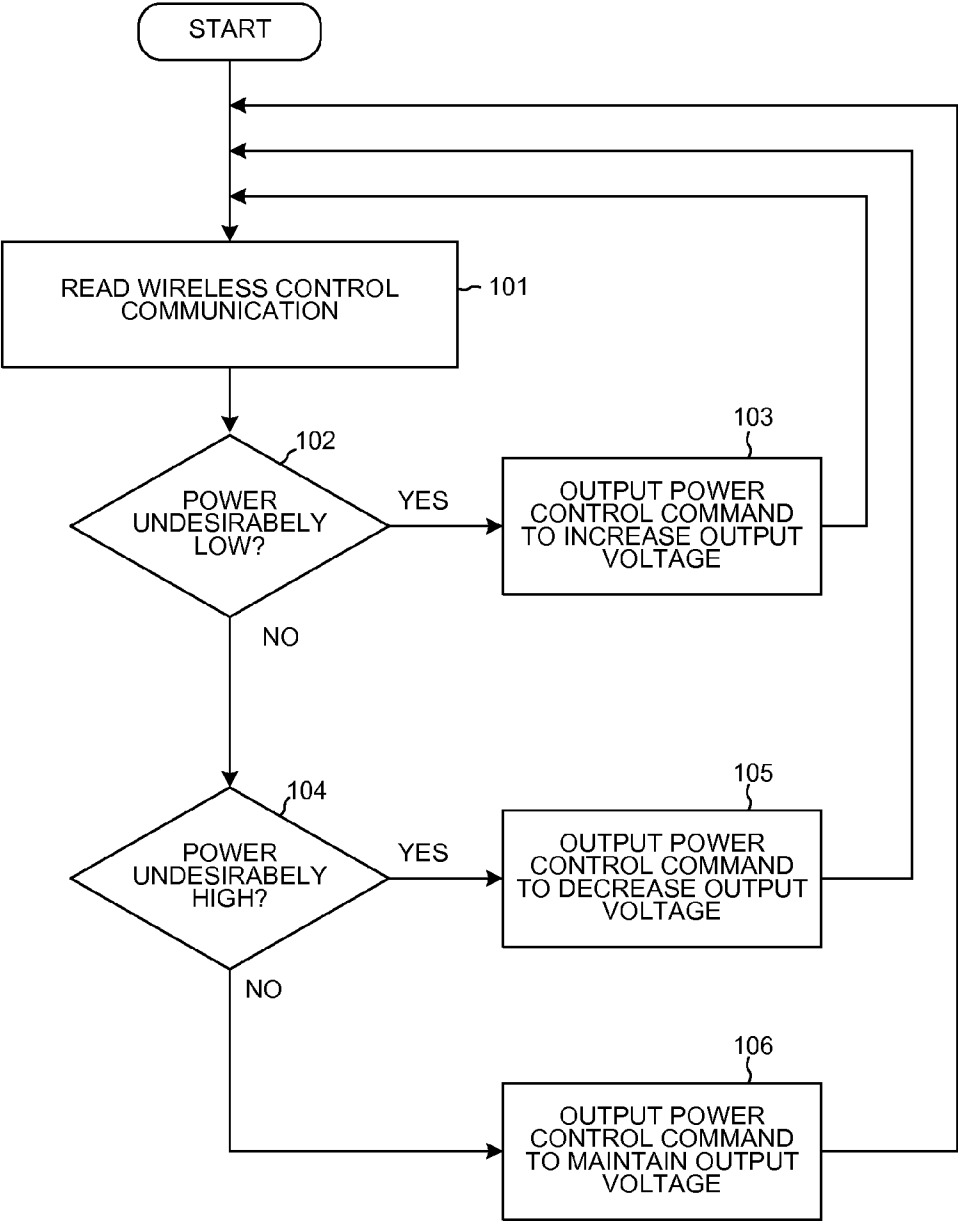 START
READ WIRELESS CONTROL
COMMUNICATION
101
102
POWER
UNDESIRABELY
LOW?
YES
NO
103
OUTPUT POWER
CONTROL COMMAND
TO INCREASE OUTPUT
VOLTAGE
104
POWER
UNDESIRABELY
HIGH?
YES
NO
105
OUTPUT POWER
CONTROL COMMAND
TO DECREASE OUTPUT
VOLTAGE
106
OUTPUT POWER
CONTROL COMMAND
TO MAINTAIN OUTPUT
VOLTAGE